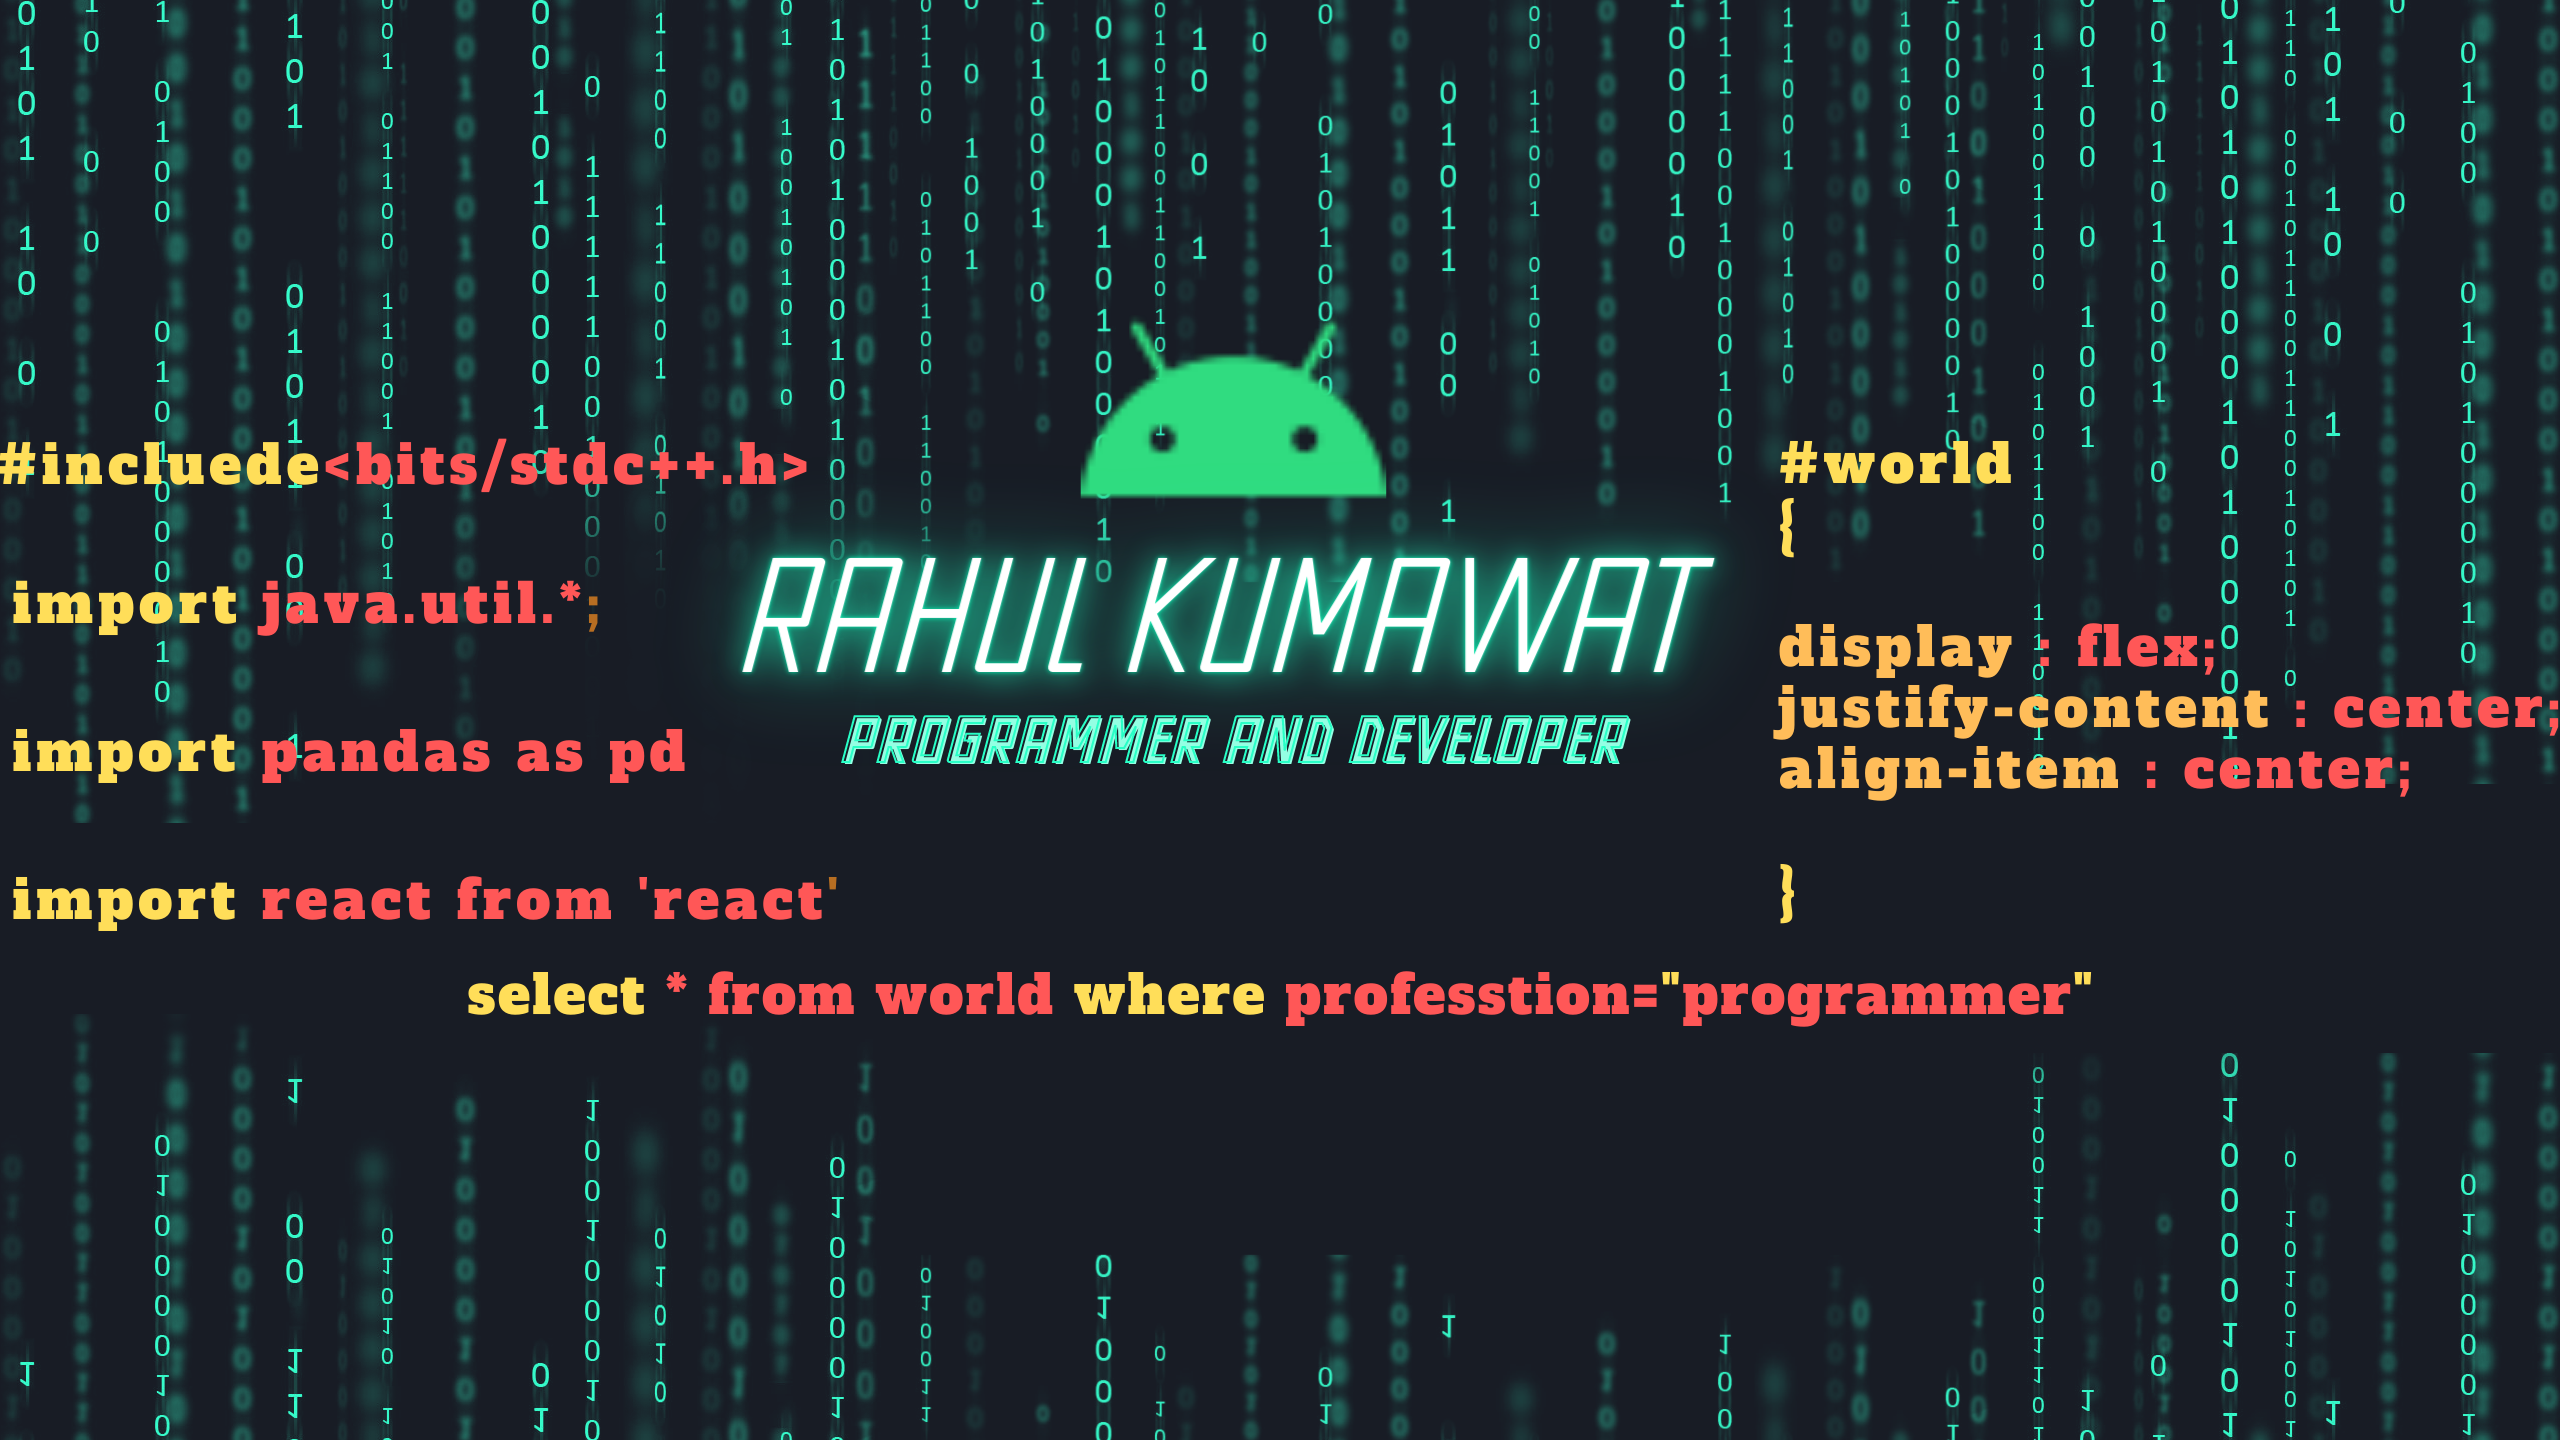 #incluede<bits/stdc++.h>
import java.util.*;
import pandas as pd
import react from 'react'
RAHUL KUMAWAT
PROGRAMMER AND DEVELOPER
#world
{
display : flex;
justify-content : center;
align-item : center;
}
select * from world where professtion="programmer"